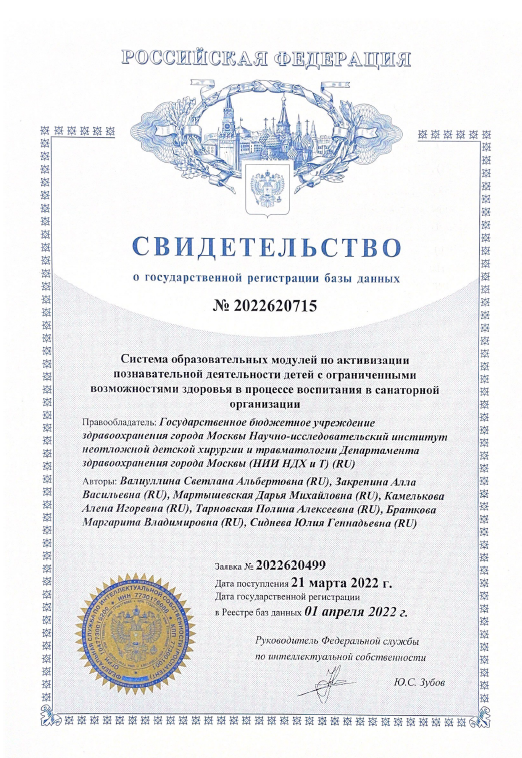 РОССИЙСКАЯ ФЕДЕРАЦИЯ
СВИДЕТЕЛЬСТВО
о государственной регистрации базы данных
№ 2022620715
Система образовательных модулей по активизации
познавательной деятельности детей с ограниченными
возможностями здоровья в процессе воспитания в санаторной
организации
Правообладатель: Государственное бюджетное учреждение
здравоохранения города Москвы Научно-исследовательский институт
неотложной детской хирургии и травматологии Департамента
здравоохранения города Москвы (НИИ НДХ и Т) (RU)
Авторы: Валиуллина Светлана Альбертовна (RU), Закрепина Алла
Васильевна (RU), Мартышевская Дарья Михайловна (RU), Камелькова
Алена Игоревна (RU), Тарновская Полина Алексеевна (RU), Браткова
Маргарита Владимировна (RU), Сиднева Юлия Геннадьевна (RU)
Заявка № 2022620499
Дата поступления 21 марта 2022 г.
Дата государственной регистрации
в Реестре баз данных 01 апреля 2022 г.
Руководитель Федеральной службы
по интеллектуальной собственности
Ю.С. Зубов